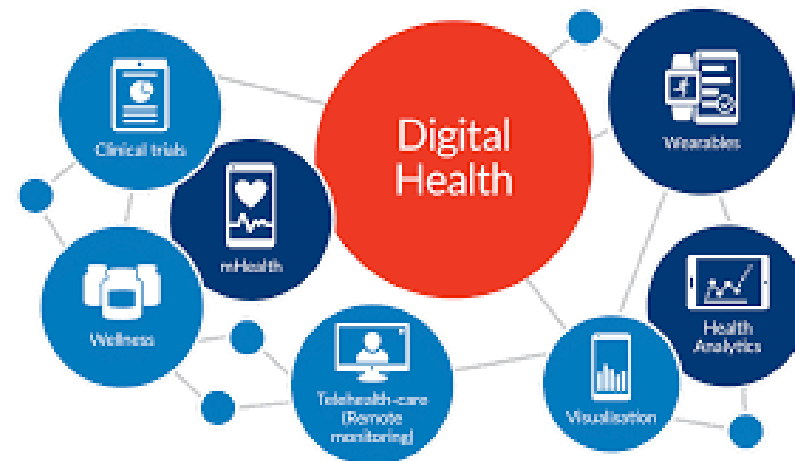 Digital
Health
Clinical trials
Wearables
mHealth
Wellness
Health
Analytics
Telehealth-care
(Remote
monitoring)
Visualisation